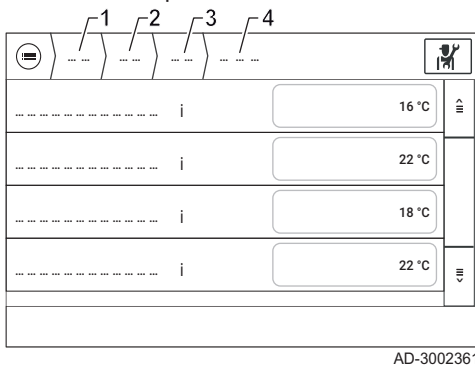 1 2 3 4
... ... ... ... ... ... ... ... ...
... ... ... ... ... ... ... ... ... ... ... ... i 16 °C
... ... ... ... ... ... ... ... ... ... ... ... i 22 °C
... ... ... ... ... ... ... ... ... ... ... ... i 18 °C
... ... ... ... ... ... ... ... ... ... ... ... i 22 °C
AD-3002361